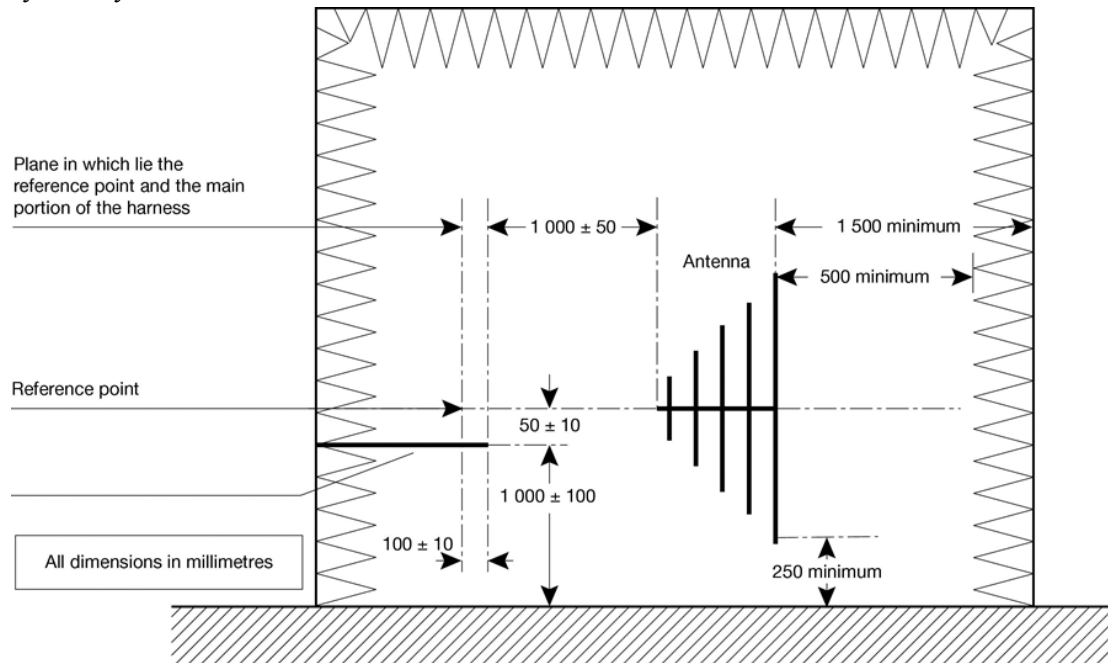 Plane in which lie the
reference point and the main
portion of the harness
1 000 ± 50
1 500 minimum
Antenna
500 minimum
Reference point
50 ± 10
1 000 ± 100
100 ± 10
All dimensions in millimetres
250 minimum